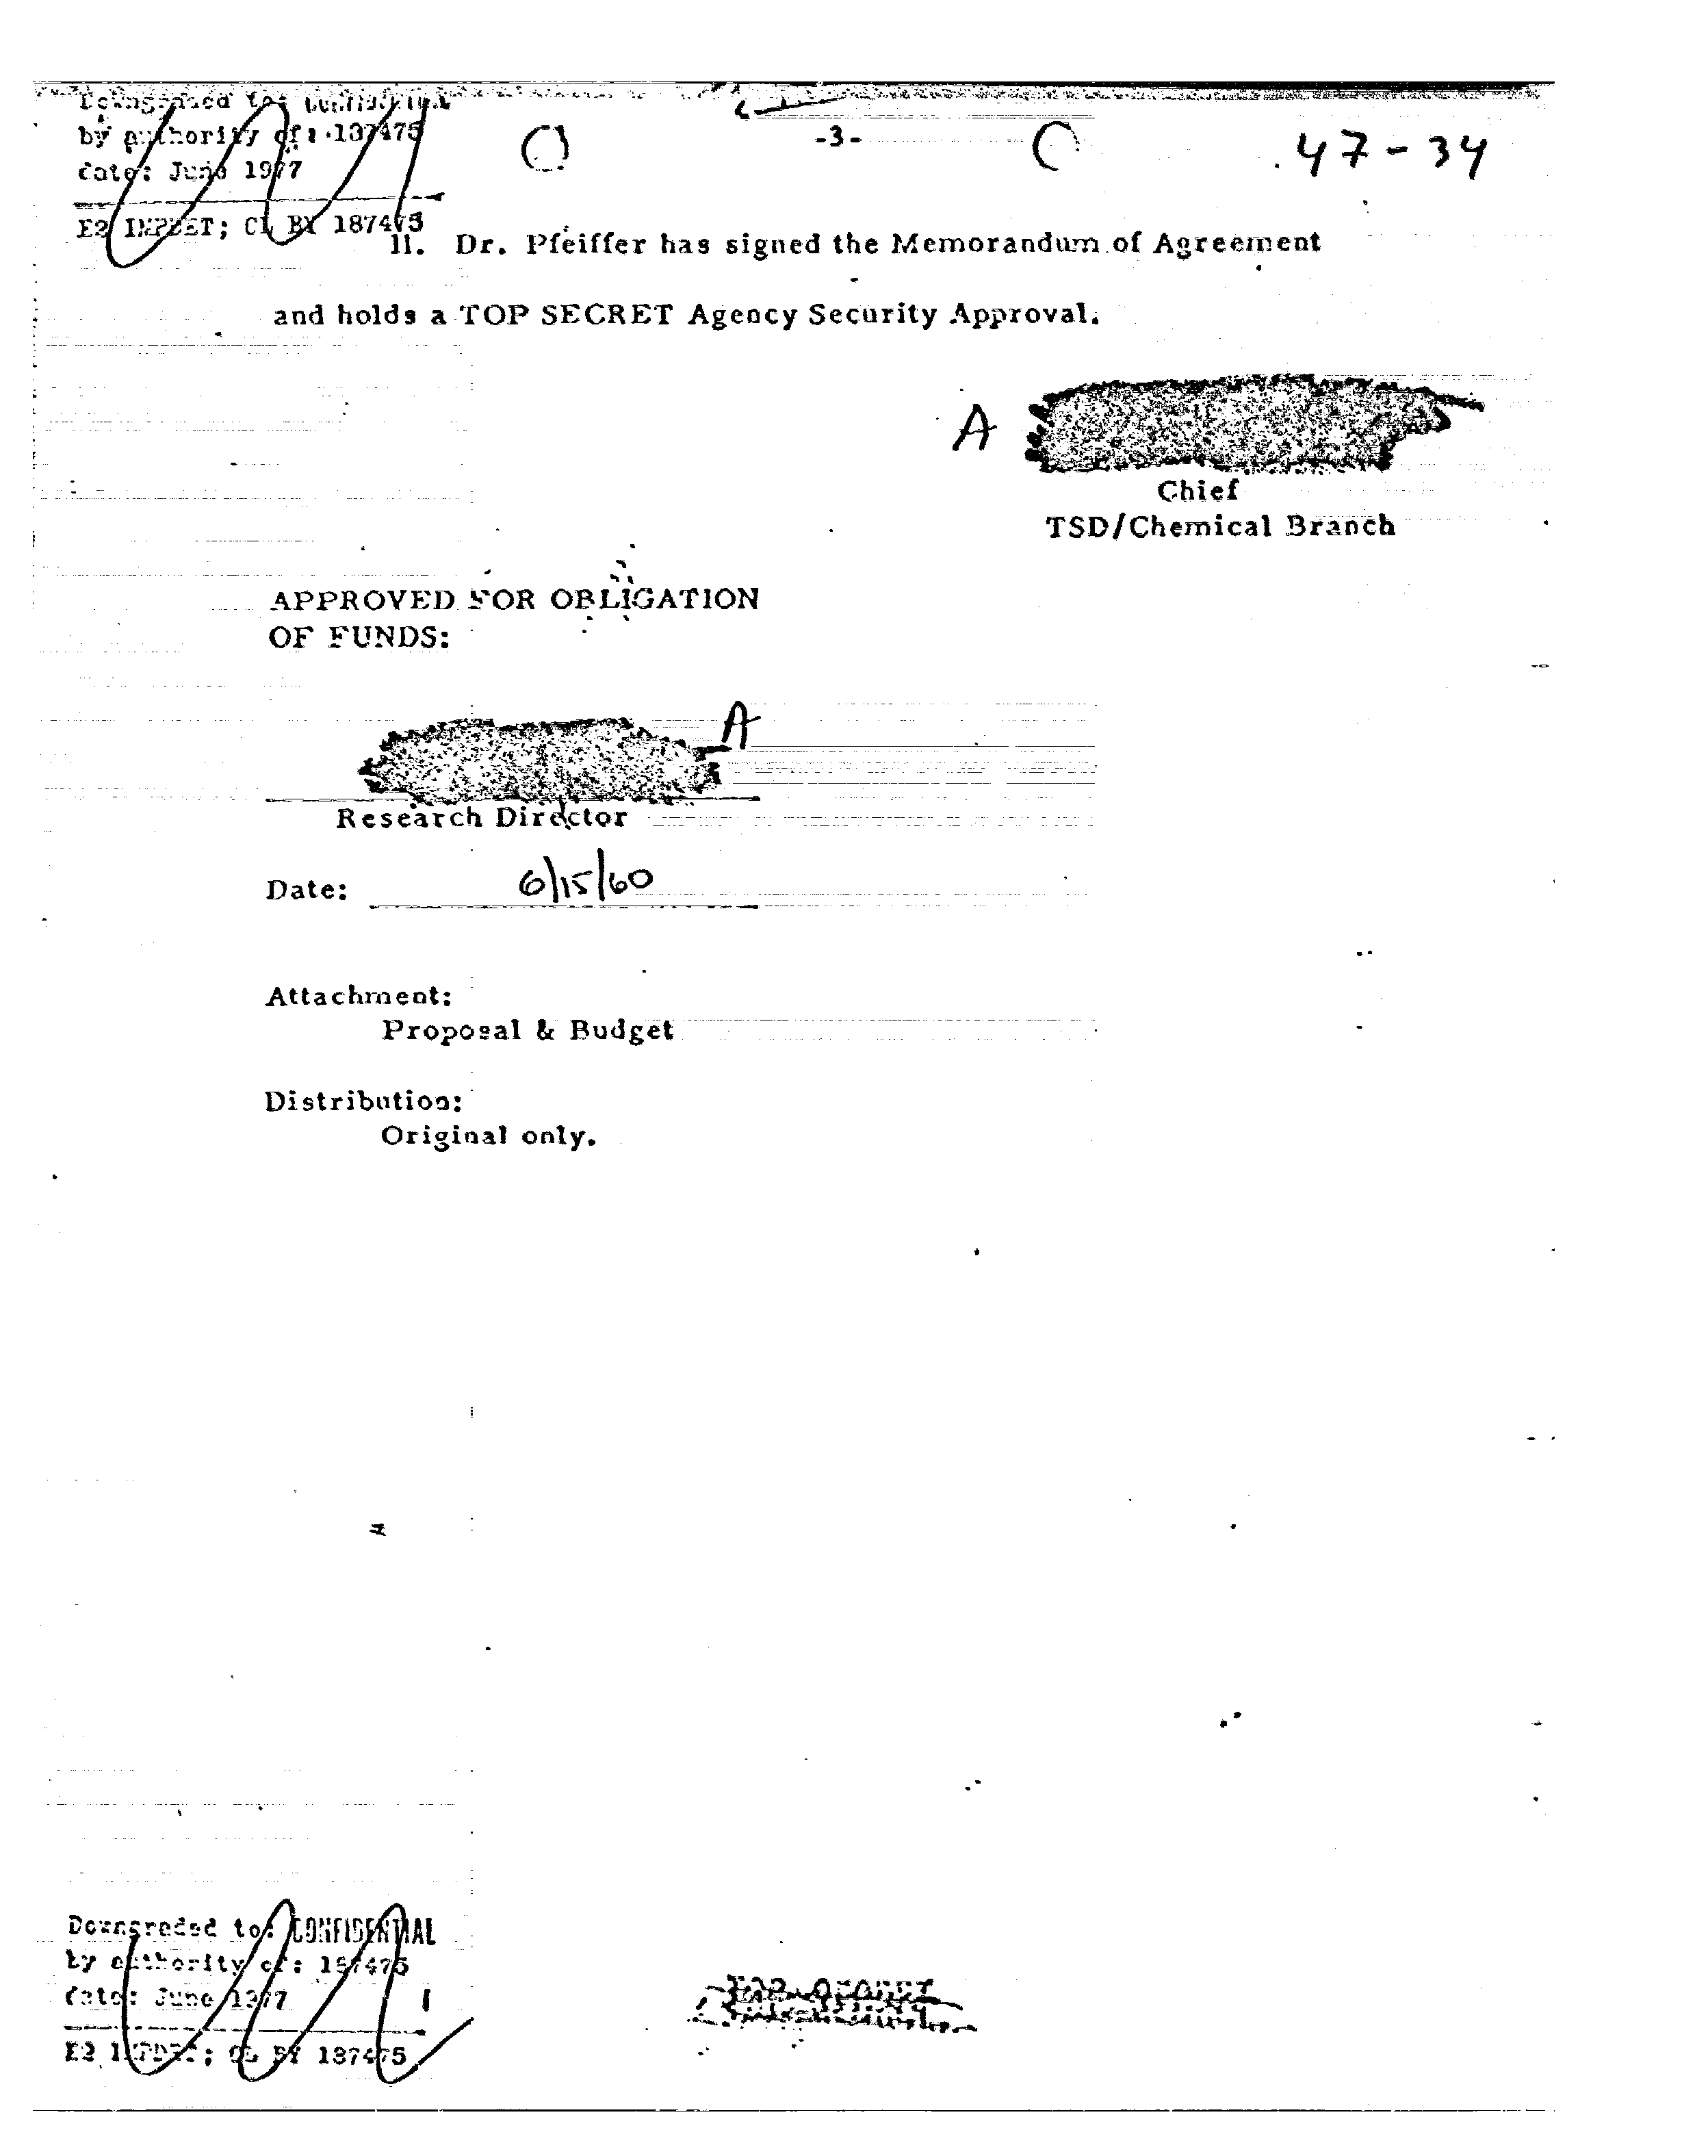 Downgraded to: CONFIDENTIAL
by authority of: 187475
date: June 1977
E2 IMPDET; CL BY 187475
-3-
47-34
11. Dr. Pfeiffer has signed the Memorandum of Agreement
and holds a TOP SECRET Agency Security Approval.
A
Chief
TSD/Chemical Branch
APPROVED FOR OBLIGATION
OF FUNDS:
A
Research Director
Date: 6/15/60
Attachment:
Proposal & Budget
Distribution:
Original only.
Downgraded to: CONFIDENTIAL
by authority of: 187475
date: June 1977
E2 IMPDET; CL BY 187475